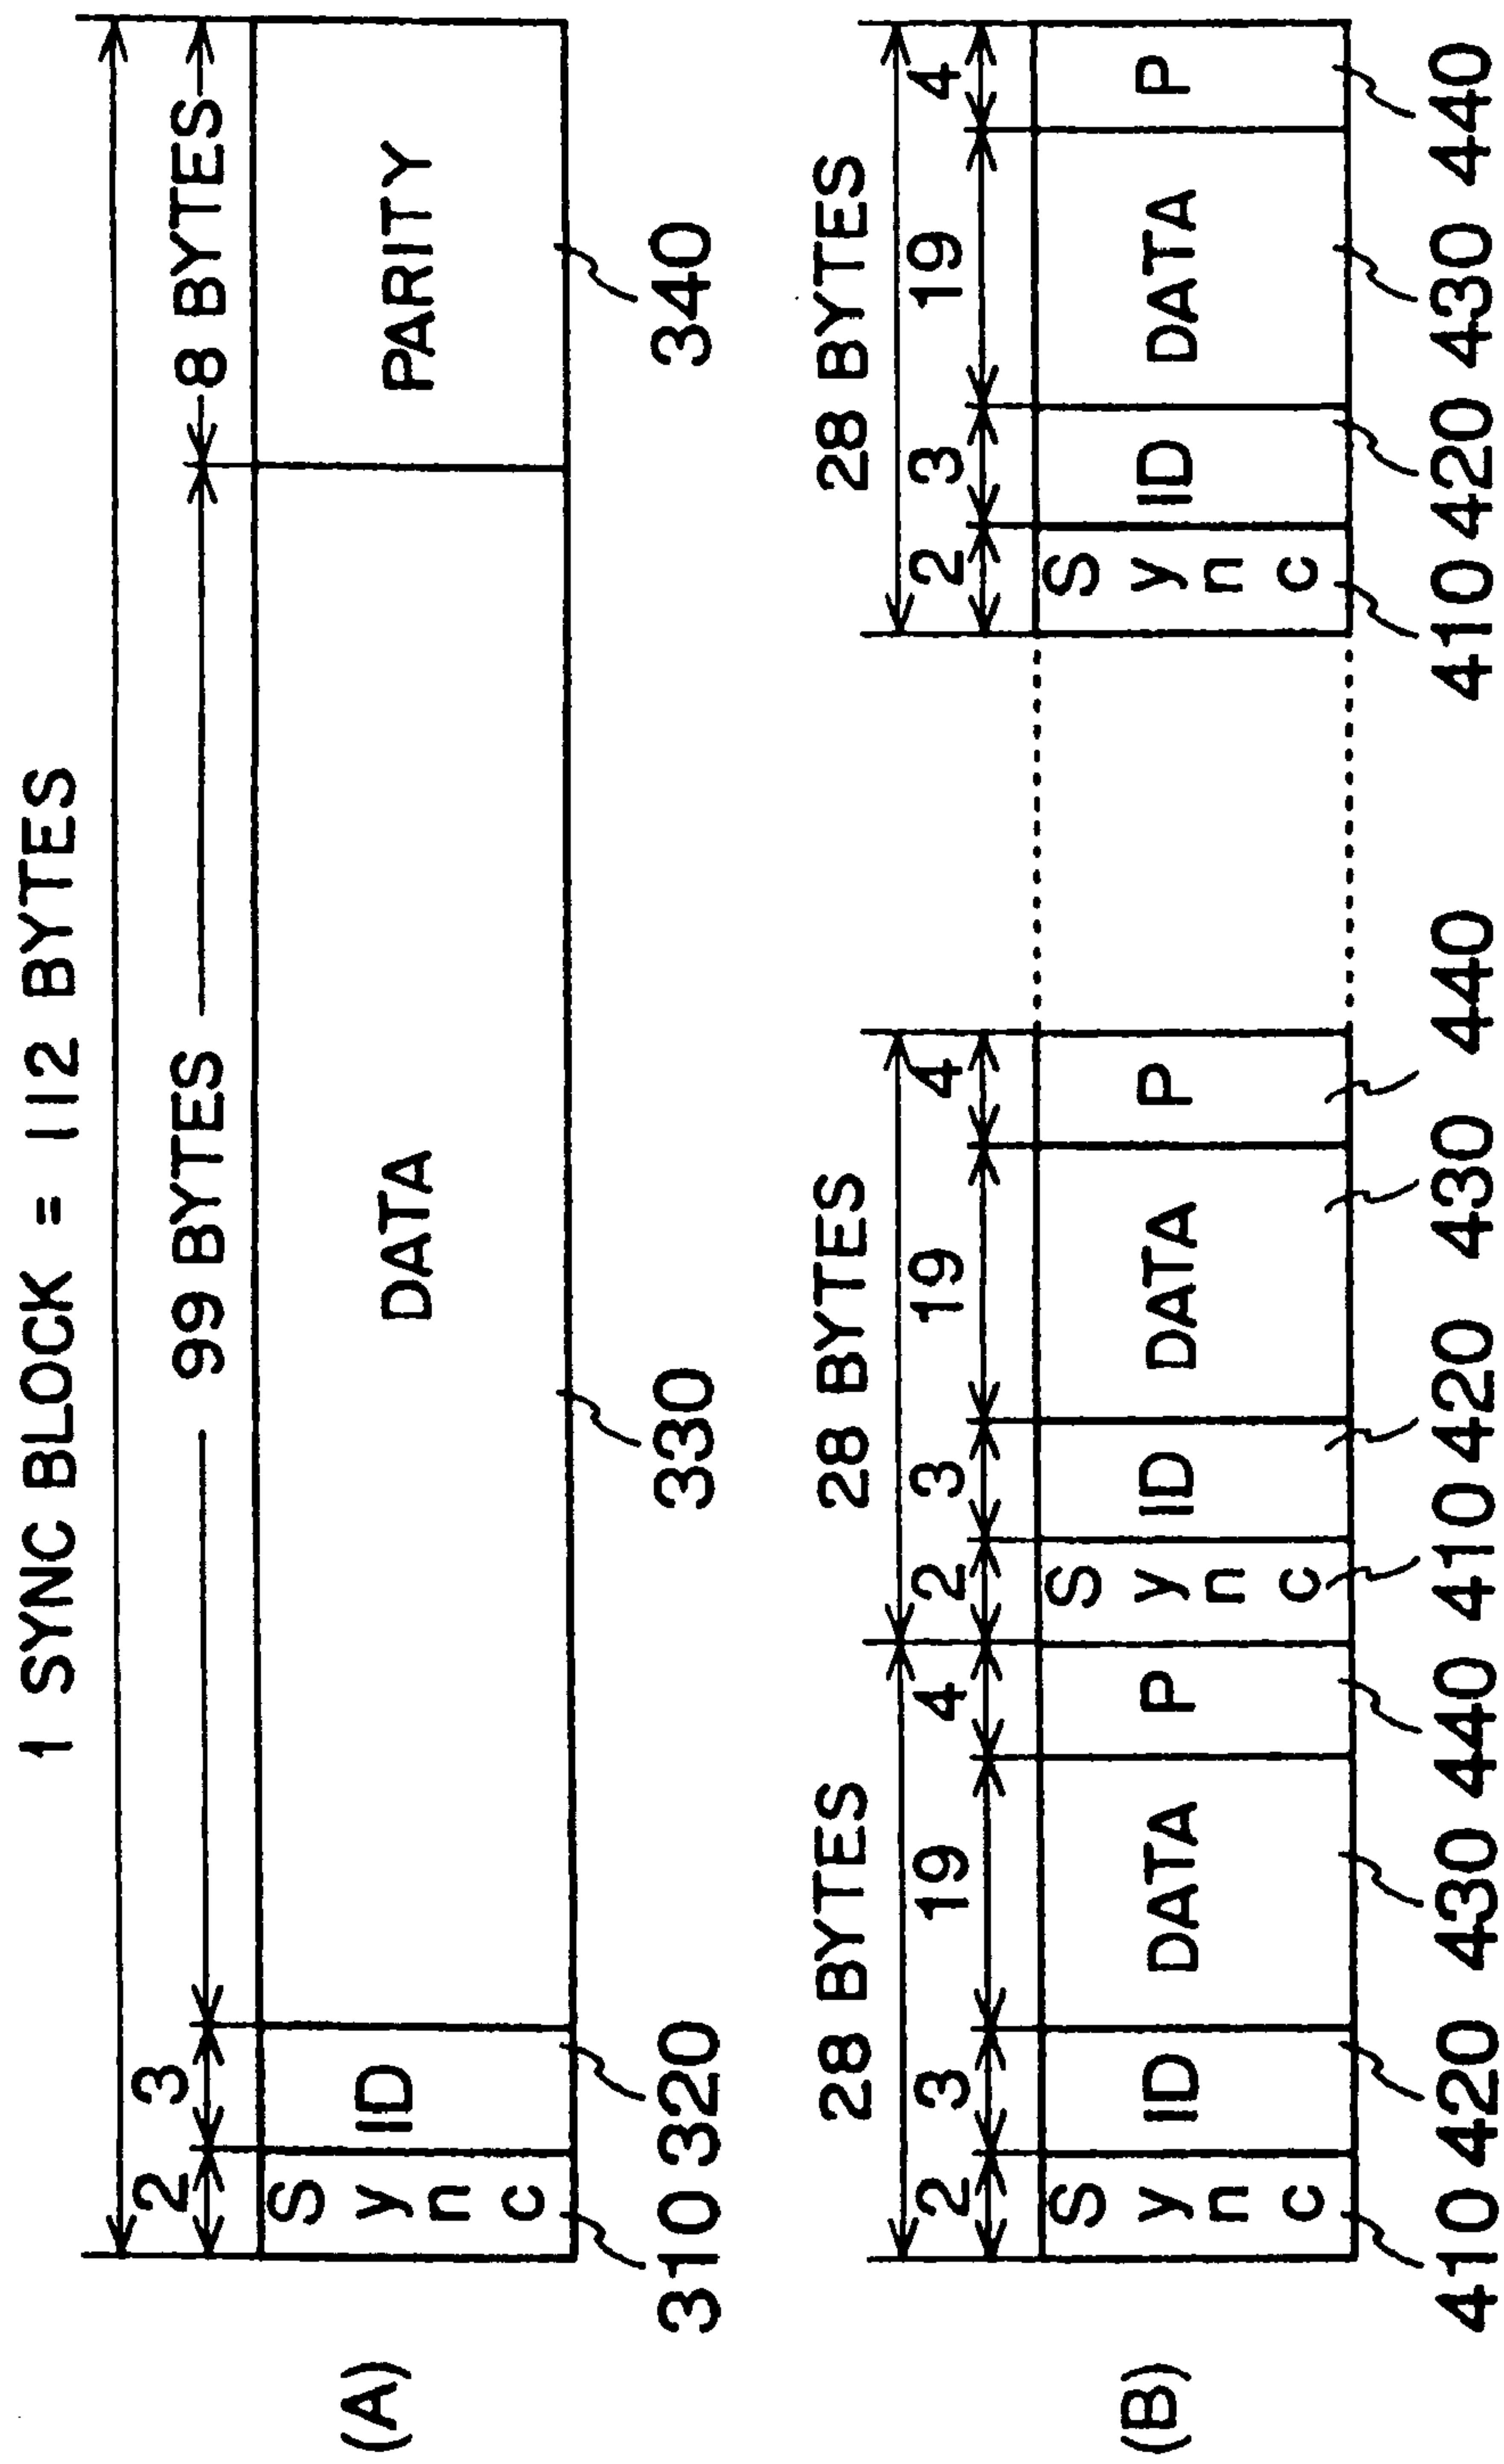 1 SYNC BLOCK = 112 BYTES
2 3 99 BYTES 8 BYTES
Sync ID DATA PARITY
310 320 330 340
(A)
28 BYTES 28 BYTES 28 BYTES
2 3 19 4 2 3 19 4 2 3 19 4
Sync ID DATA P Sync ID DATA P Sync ID DATA P
410 420 430 440 410 420 430 440 410 420 430 440
(B)